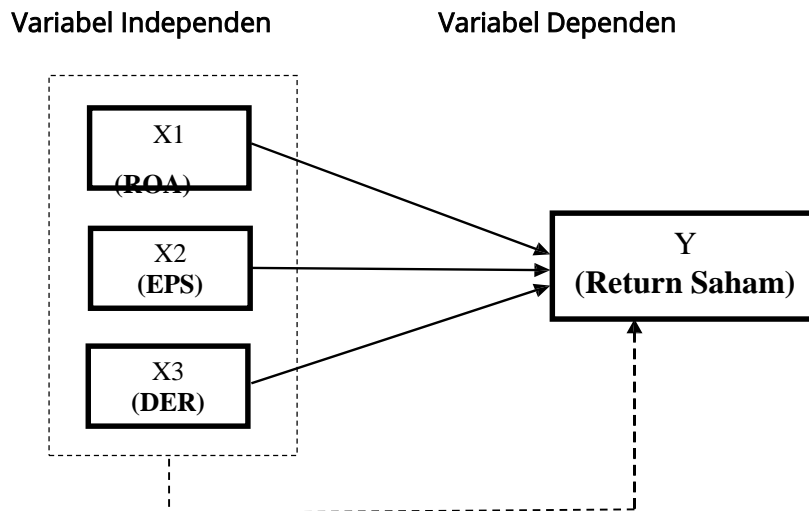 Variabel Independen
Variabel Dependen
X1
(ROA)
X2
(EPS)
X3
(DER)
Y
(Return Saham)